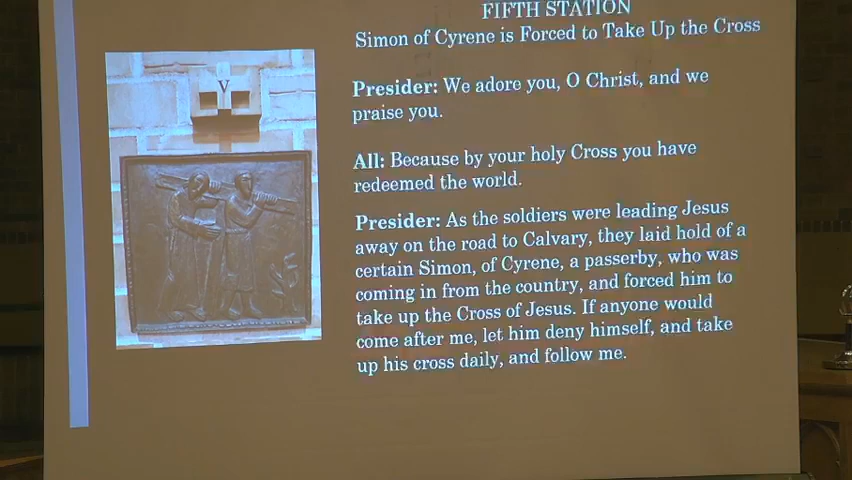 FIFTH STATION
Simon of Cyrene is Forced to Take Up the Cross
V
Presider: We adore you, O Christ, and we
praise you.
All: Because by your holy Cross you have
redeemed the world.
Presider: As the soldiers were leading Jesus
away on the road to Calvary, they laid hold of a
certain Simon, of Cyrene, a passerby, who was
coming in from the country, and forced him to
take up the Cross of Jesus. If anyone would
come after me, let him deny himself, and take
up his cross daily, and follow me.